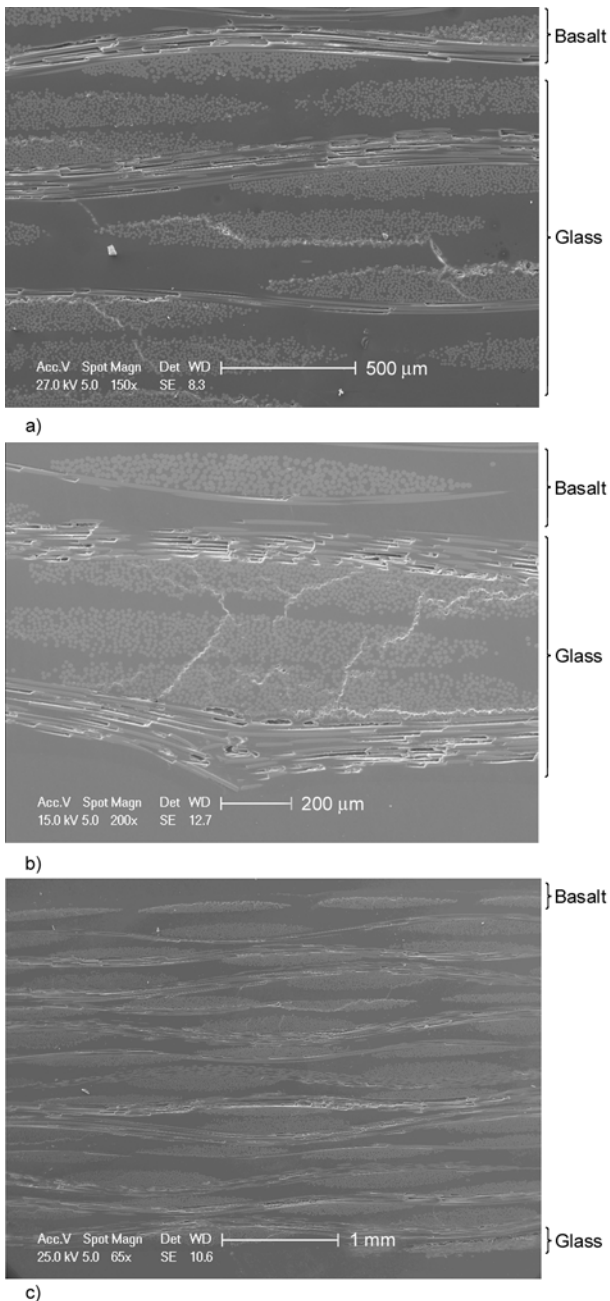 Basalt
Glass
Acc.V Spot Magn Det WD
27.0 kV 5.0 150x SE 8.3
500 μm
a)
Basalt
Glass
Acc.V Spot Magn Det WD
15.0 kV 5.0 200x SE 12.7
200 μm
b)
Basalt
Acc.V Spot Magn Det WD
25.0 kV 5.0 65x SE 10.6
1 mm
Glass
c)